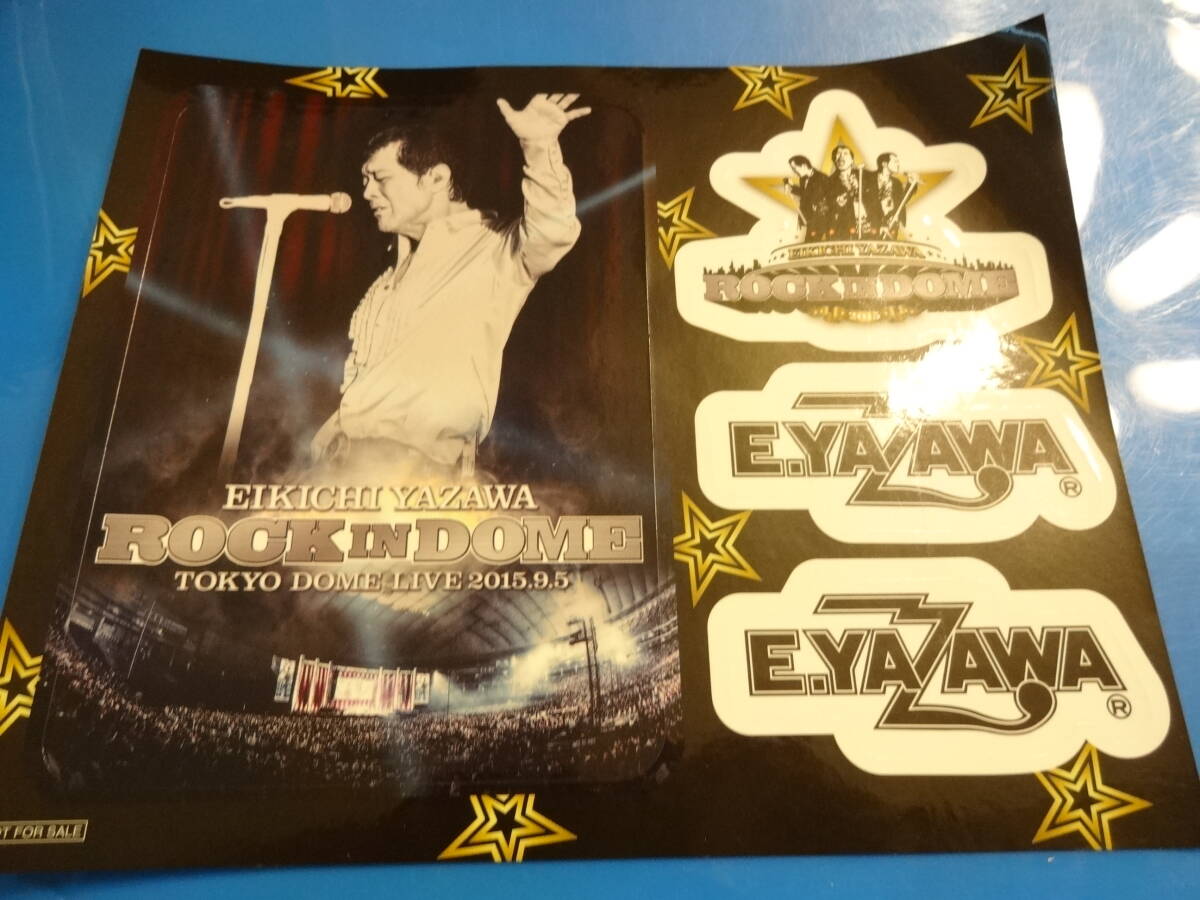 EIKICHI YAZAWA
ROCK IN DOME
TOKYO DOME LIVE 2015.9.5
EIKICHI YAZAWA
ROCK IN DOME
2015
E.YAZAWA ®
E.YAZAWA ®
FOR SALE